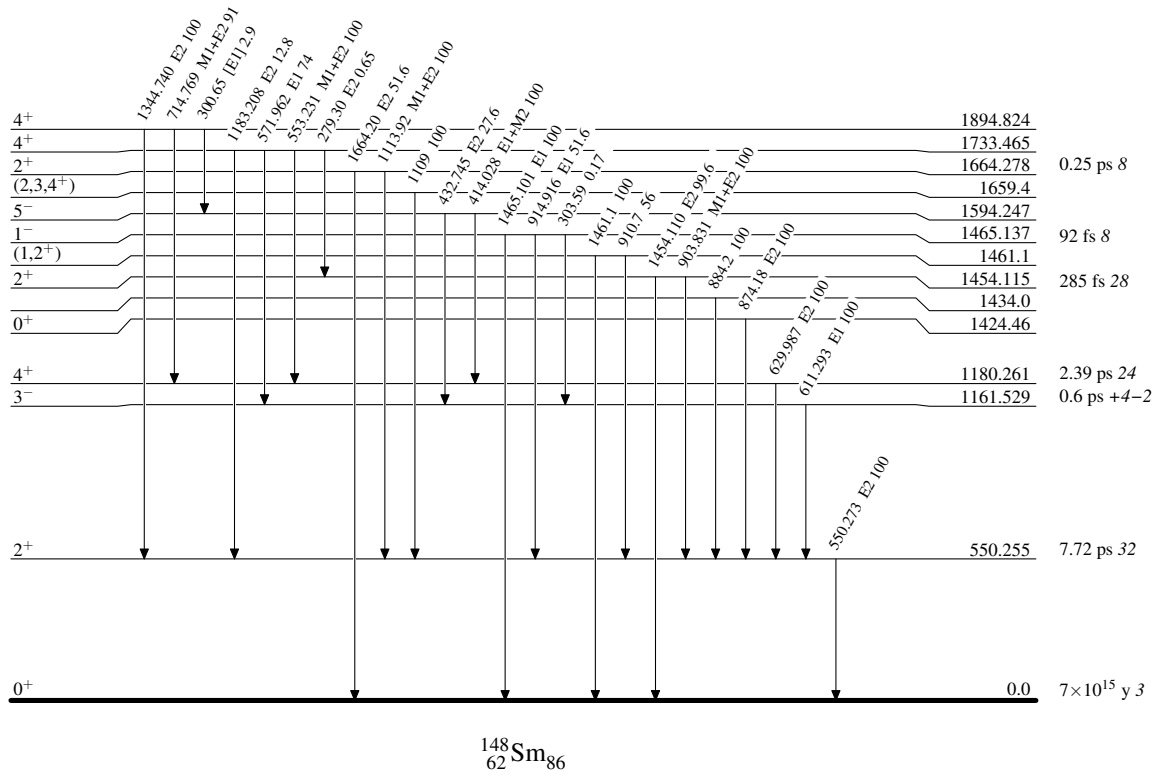 1344.740 E2 100
714.769 M1+E2 91
300.65 [E1] 2.9
1183.208 E2 12.8
571.962 E1 74
553.231 M1+E2 100
279.30 E2 0.65
1664.20 E2 51.6
1113.92 M1+E2 100
1109 100
432.745 E2 27.6
414.028 E1+M2 100
1465.101 E1 100
914.916 E1 51.6
303.59 0.17
1461.1 100
910.7 56
1454.110 E2 99.6
903.831 M1+E2 100
884.2 100
874.18 E2 100
629.987 E2 100
611.293 E1 100
550.273 E2 100
4⁺ 1894.824
4⁺ 1733.465
2⁺ 1664.278 0.25 ps 8
(2,3,4⁺) 1659.4
5⁻ 1594.247
1⁻ 1465.137 92 fs 8
(1,2⁺) 1461.1
2⁺ 1454.115 285 fs 28
1434.0
0⁺ 1424.46
4⁺ 1180.261 2.39 ps 24
3⁻ 1161.529 0.6 ps +4−2
2⁺ 550.255 7.72 ps 32
0⁺ 0.0 7×10¹⁵ y 3
¹⁴⁸₆₂Sm₈₆